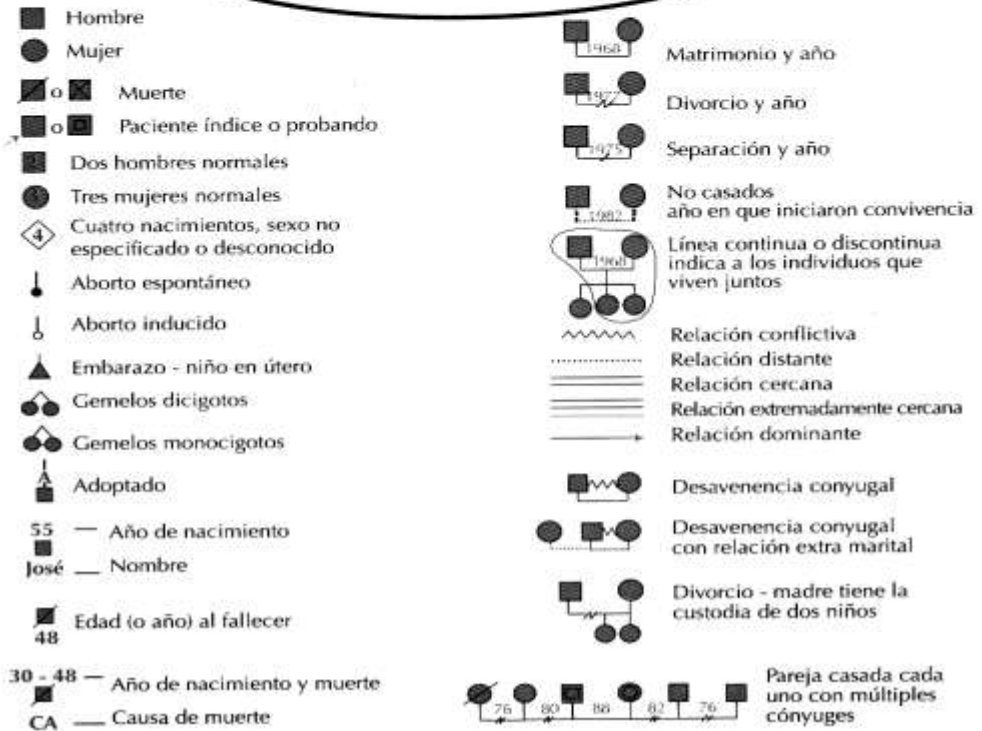 Hombre
Mujer
o
Muerte
o
Paciente índice o probando
2
Dos hombres normales
Tres mujeres normales
4
Cuatro nacimientos, sexo no
especificado o desconocido
Aborto espontáneo
Aborto inducido
Embarazo - niño en útero
Gemelos dicigotos
Gemelos monocigotos
A
Adoptado
55 — Año de nacimiento
José — Nombre
Edad (o año) al fallecer
48
30 - 48 — Año de nacimiento y muerte
CA — Causa de muerte
1968
Matrimonio y año
1977
Divorcio y año
1975
Separación y año
1982
No casados
año en que iniciaron convivencia
1968
Línea continua o discontinua
indica a los individuos que
viven juntos
Relación conflictiva
Relación distante
Relación cercana
Relación extremadamente cercana
Relación dominante
Desavenencia conyugal
Desavenencia conyugal
con relación extra marital
Divorcio - madre tiene la
custodia de dos niños
76 80 88 82 76
Pareja casada cada
uno con múltiples
cónyuges